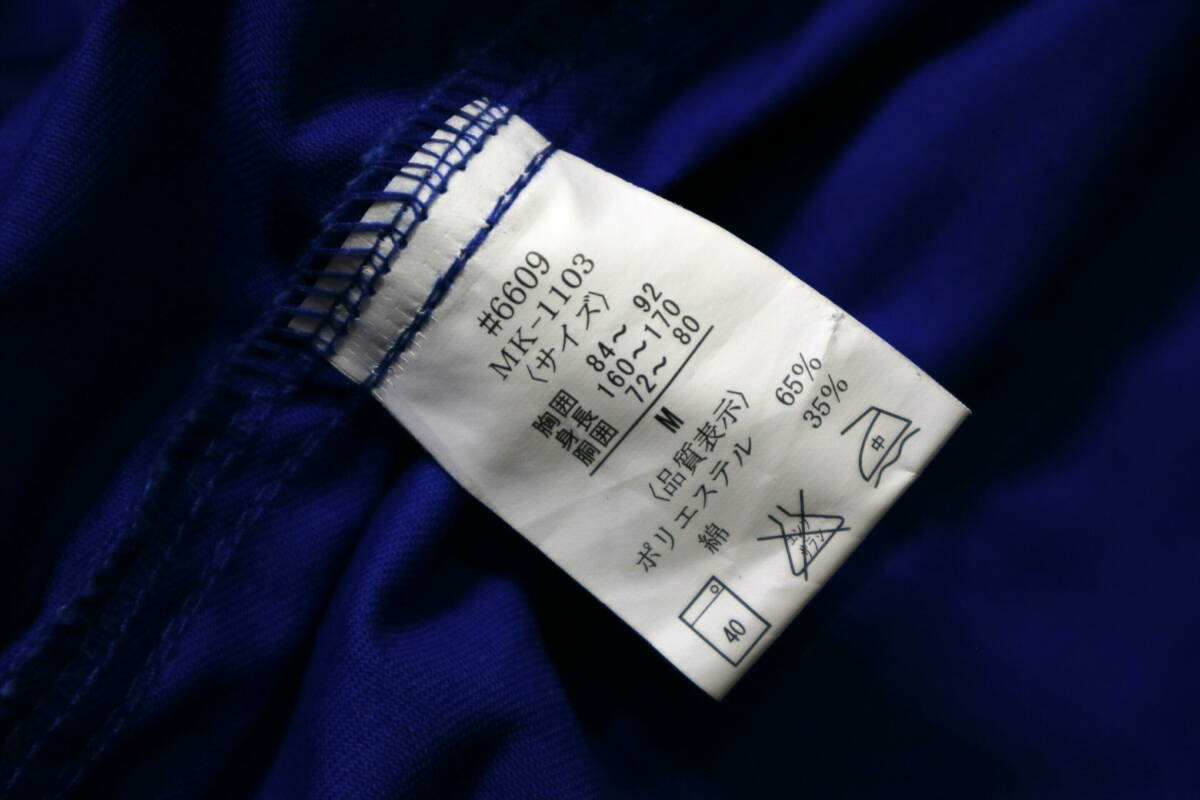 #6609
MK-1103
〈サイズ〉
胸囲 84~ 92
身長 160~170
胴囲 72~ 80
M
〈品質表示〉
ポリエステル 65%
綿 35%
40
中